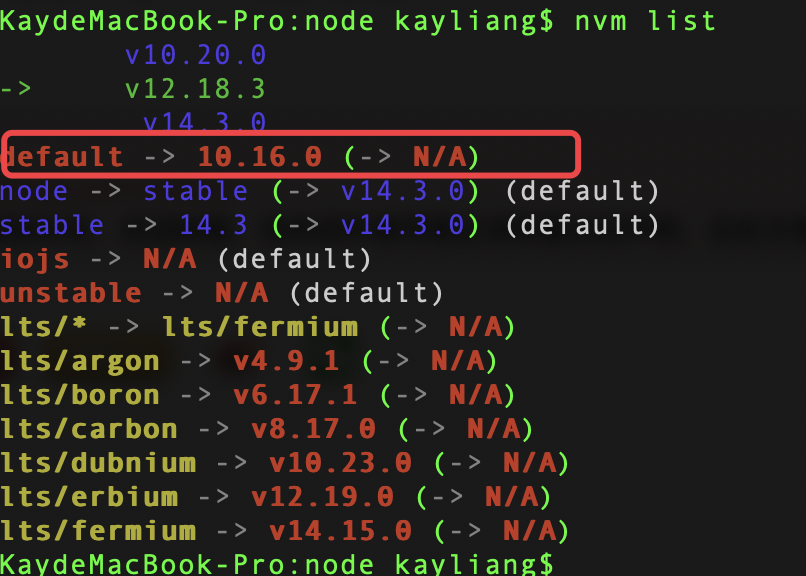 KaydeMacBook-Pro:node kayliang$ nvm list
v10.20.0
-> v12.18.3
v14.3.0
default -> 10.16.0 (-> N/A)
node -> stable (-> v14.3.0) (default)
stable -> 14.3 (-> v14.3.0) (default)
iojs -> N/A (default)
unstable -> N/A (default)
lts/* -> lts/fermium (-> N/A)
lts/argon -> v4.9.1 (-> N/A)
lts/boron -> v6.17.1 (-> N/A)
lts/carbon -> v8.17.0 (-> N/A)
lts/dubnium -> v10.23.0 (-> N/A)
lts/erbium -> v12.19.0 (-> N/A)
lts/fermium -> v14.15.0 (-> N/A)
KaydeMacBook-Pro:node kayliang$